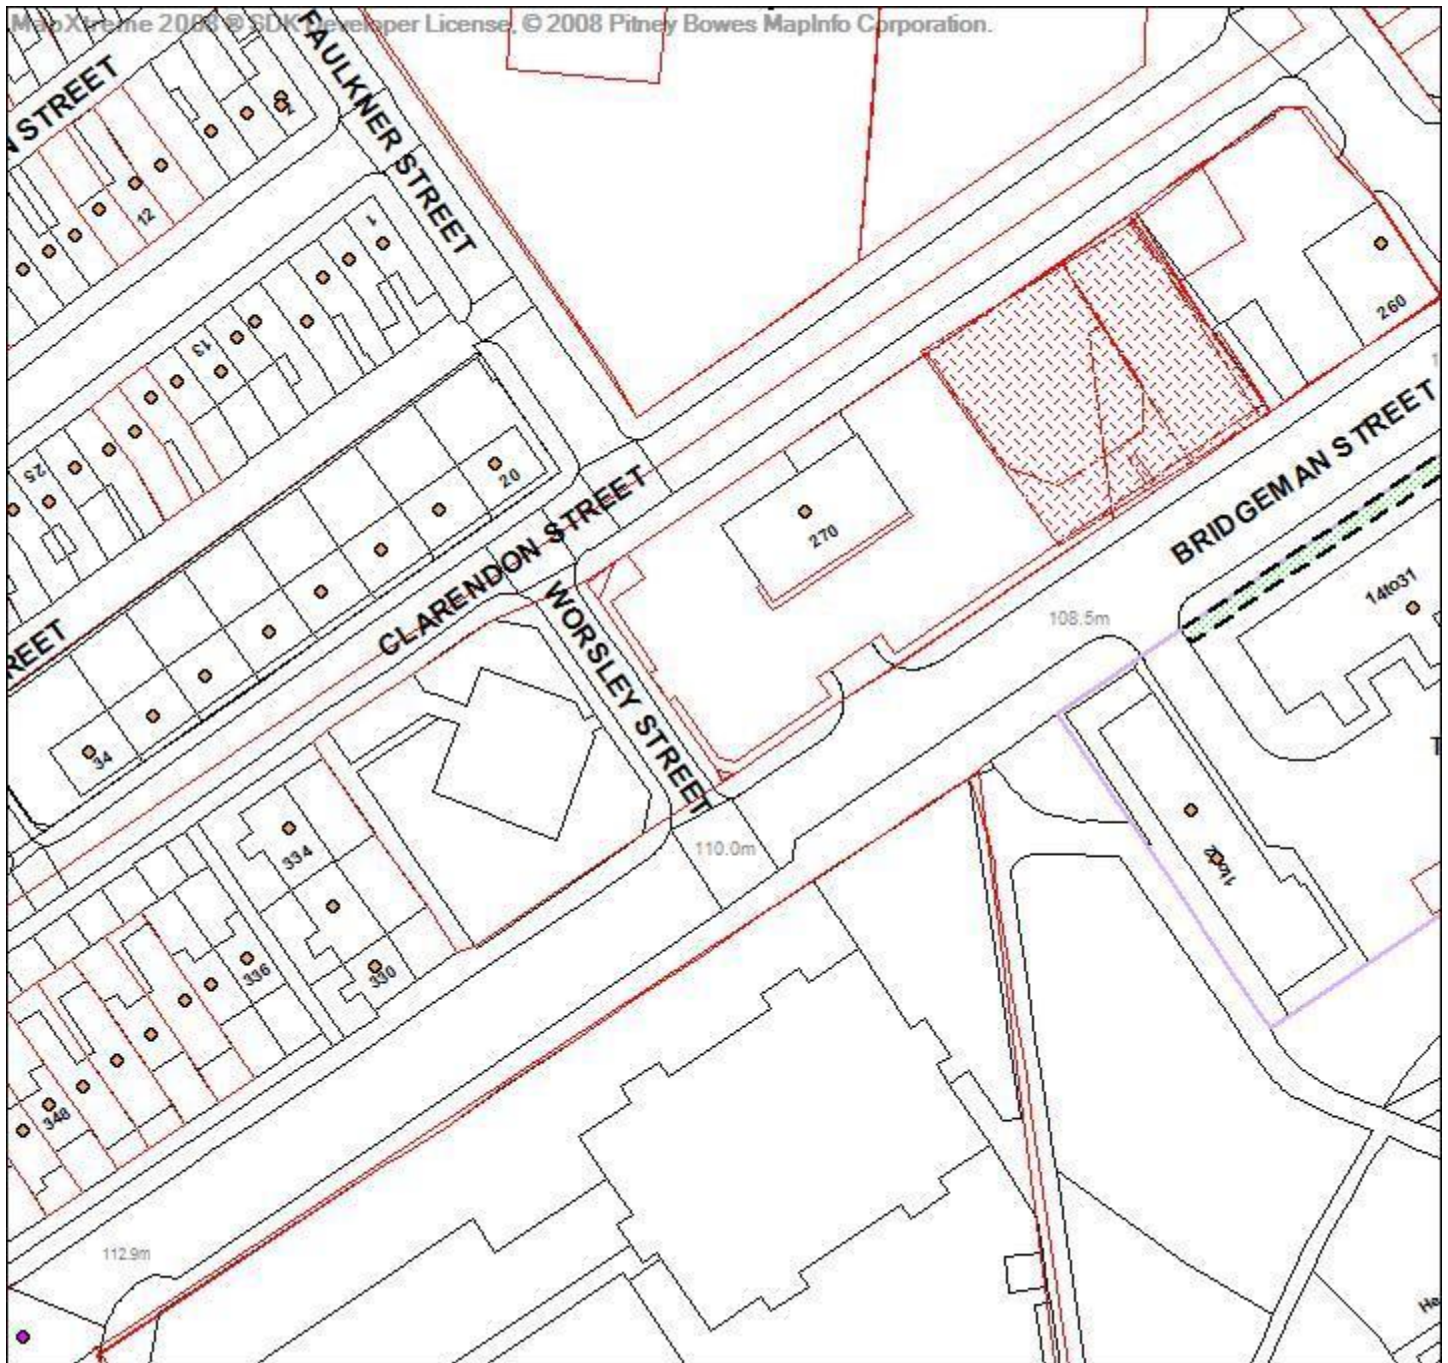 MapXtreme 2008 ® SDK Developer License, © 2008 Pitney Bowes MapInfo Corporation.
FAULKNER STREET
N STREET
12
1
13
25
260
BRIDGEMAN STREET
20
270
CLARENDON STREET
14to31
108.5m
REET
WORSLEY STREET
34
110.0m
334
1to12
336
330
348
112.9m